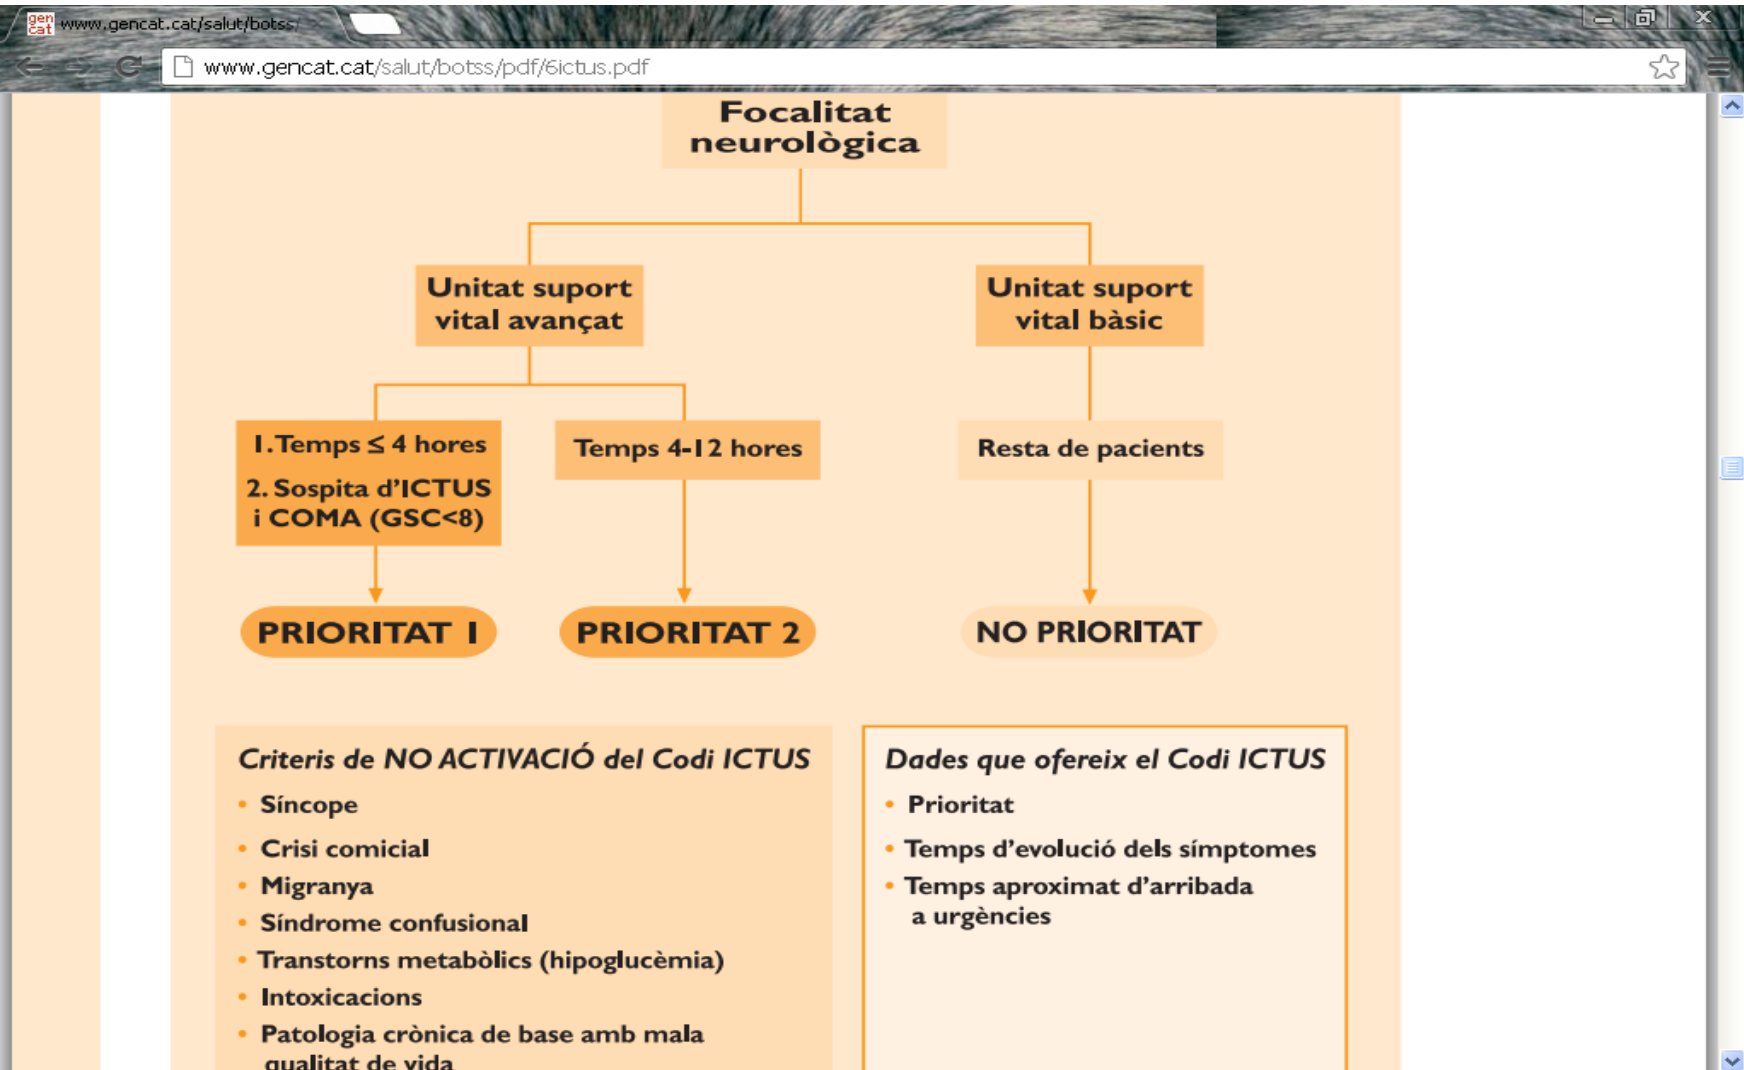 gen
cat
www.gencat.cat/salut/botss/
www.gencat.cat/salut/botss/pdf/6ictus.pdf
Focalitat
neurològica
Unitat suport
vital avançat
Unitat suport
vital bàsic
1. Temps ≤ 4 hores
2. Sospita d'ICTUS
i COMA (GSC<8)
Temps 4-12 hores
Resta de pacients
PRIORITAT 1
PRIORITAT 2
NO PRIORITAT
Criteris de NO ACTIVACIÓ del Codi ICTUS
• Síncope
• Crisi comicial
• Migranya
• Síndrome confusional
• Transtorns metabòlics (hipoglucèmia)
• Intoxicacions
• Patologia crònica de base amb mala
qualitat de vida
Dades que ofereix el Codi ICTUS
• Prioritat
• Temps d'evolució dels símptomes
• Temps aproximat d'arribada
a urgències